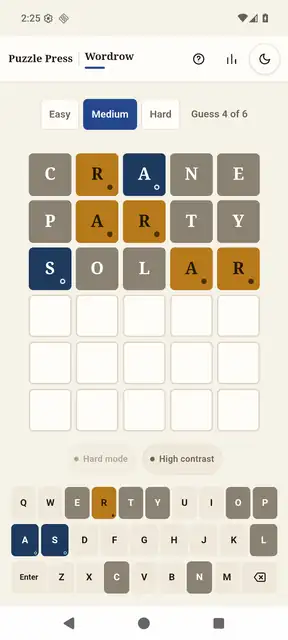 2:25
Puzzle Press | Wordrow
Easy Medium Hard Guess 4 of 6
C R A N E
P A R T Y
S O L A R
Hard mode High contrast
Q W E R T Y U I O P
A S D F G H J K L
Enter Z X C V B N M